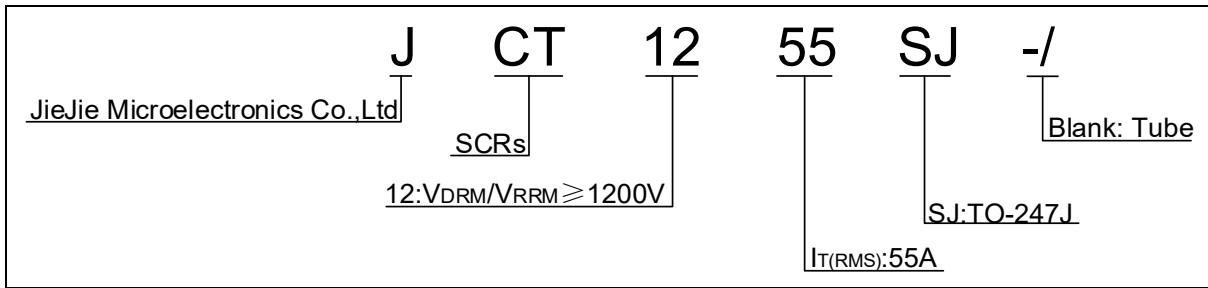 J CT 12 55 SJ -/
JieJie Microelectronics Co.,Ltd
Blank: Tube
SCRs
12:VDRM/VRRM≥1200V
SJ:TO-247J
IT(RMS):55A